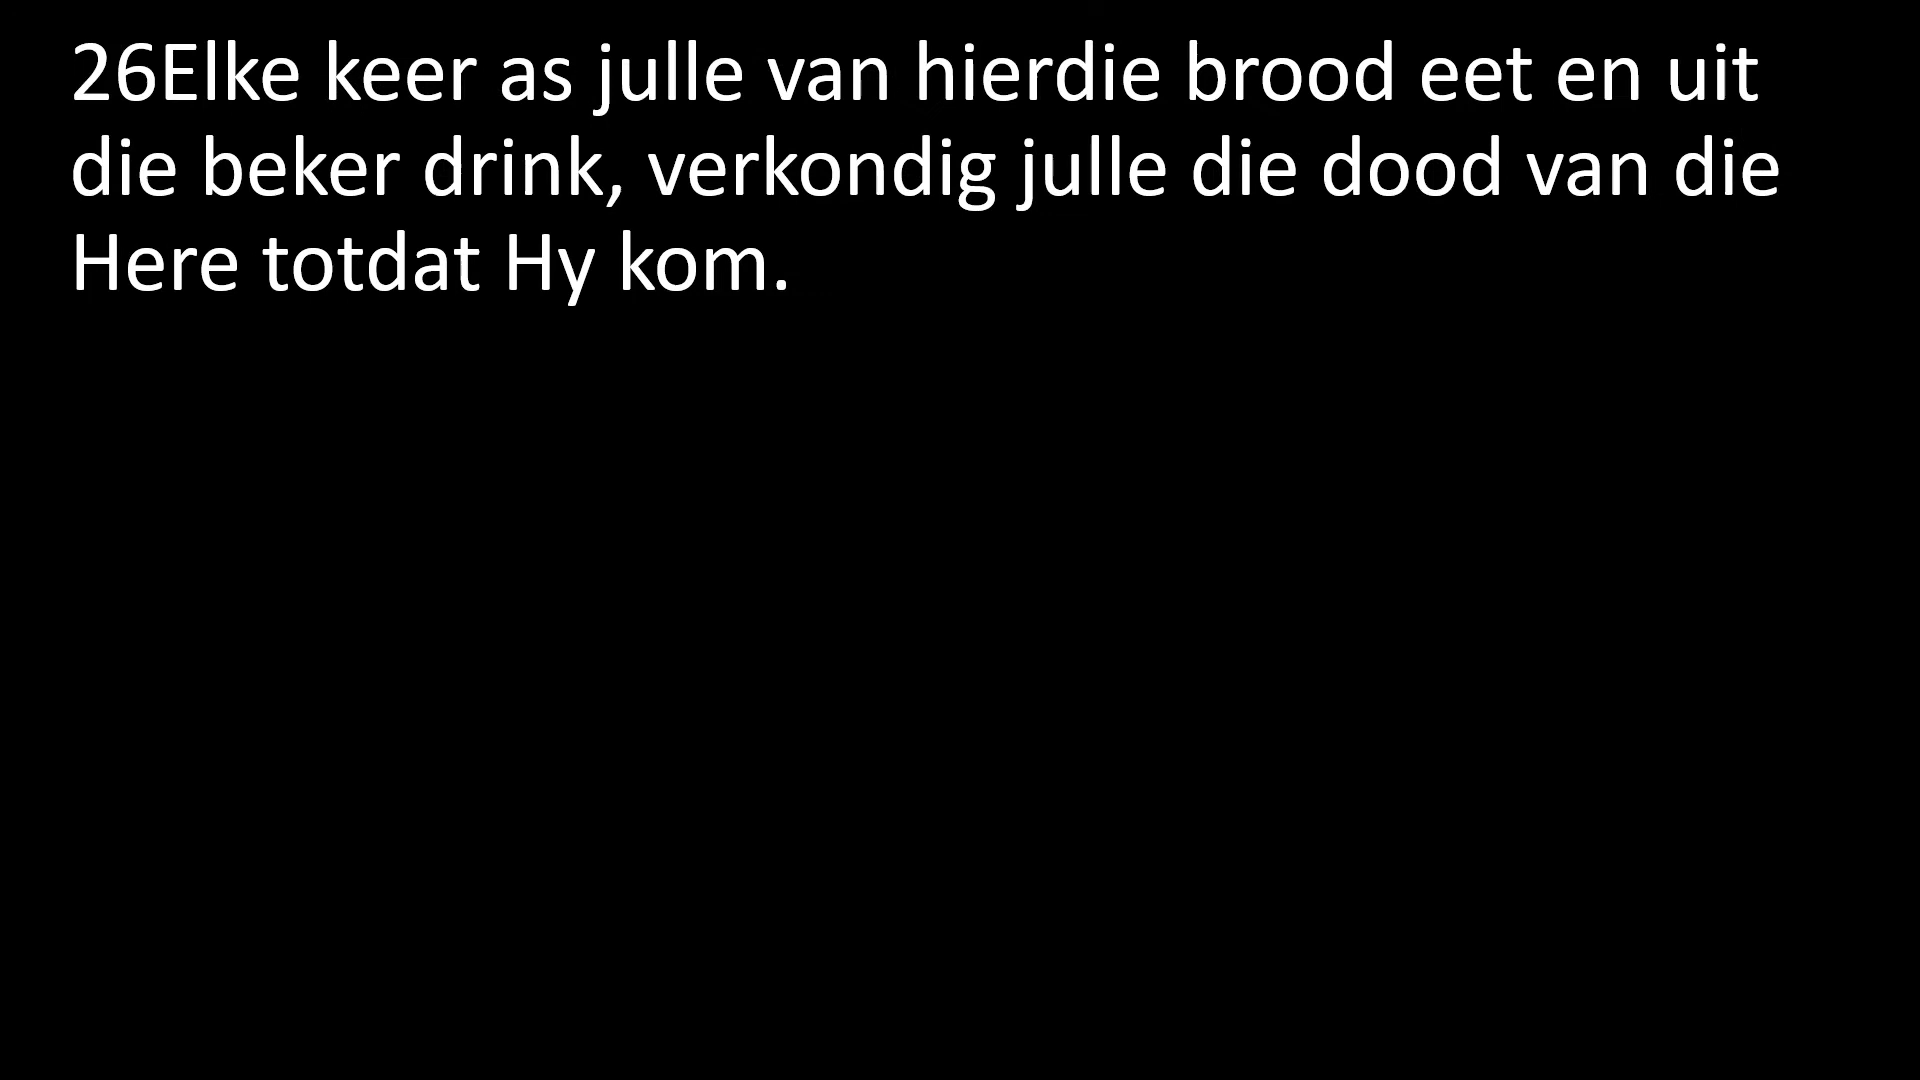 26Elke keer as julle van hierdie brood eet en uit
die beker drink, verkondig julle die dood van die
Here totdat Hy kom.